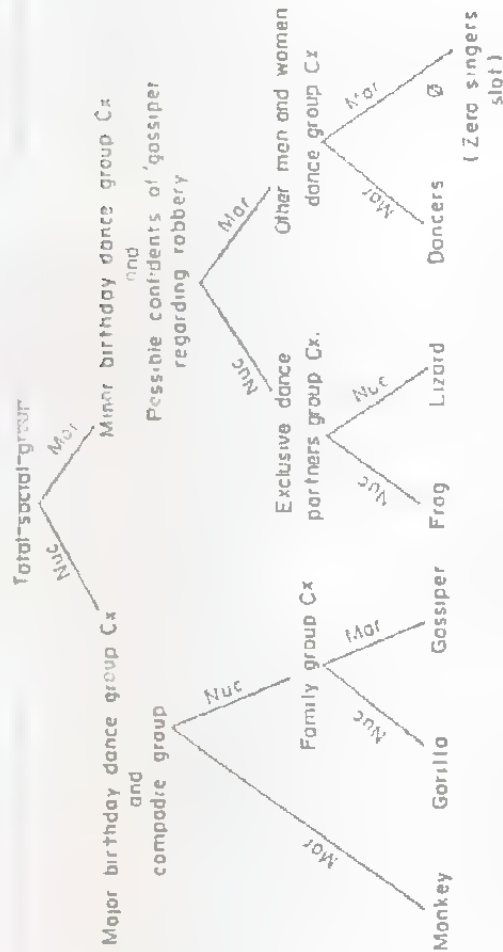 Total-social-group
Nuc
Mar
Major birthday dance group Cx
and
compadre group
Minor birthday dance group Cx
and
Possible confidents of 'gossiper'
regarding robbery
Mar
Nuc
Nuc
Mar
Family group Cx
Exclusive dance
partners group Cx.
Other men and women
dance group Cx
Nuc
Mar
Nuc
Nuc
Mar
Mar
Monkey
Gorilla
Gossiper
Frog
Lizard
Dancers
Ø
(Zero singers
slot)